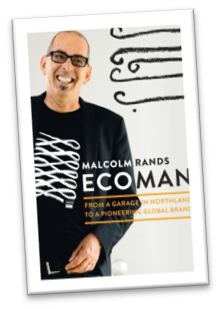 MALCOLM RANDS
ECOMAN
FROM A GARAGE IN NORTHLAND
TO A PIONEERING GLOBAL BRAND